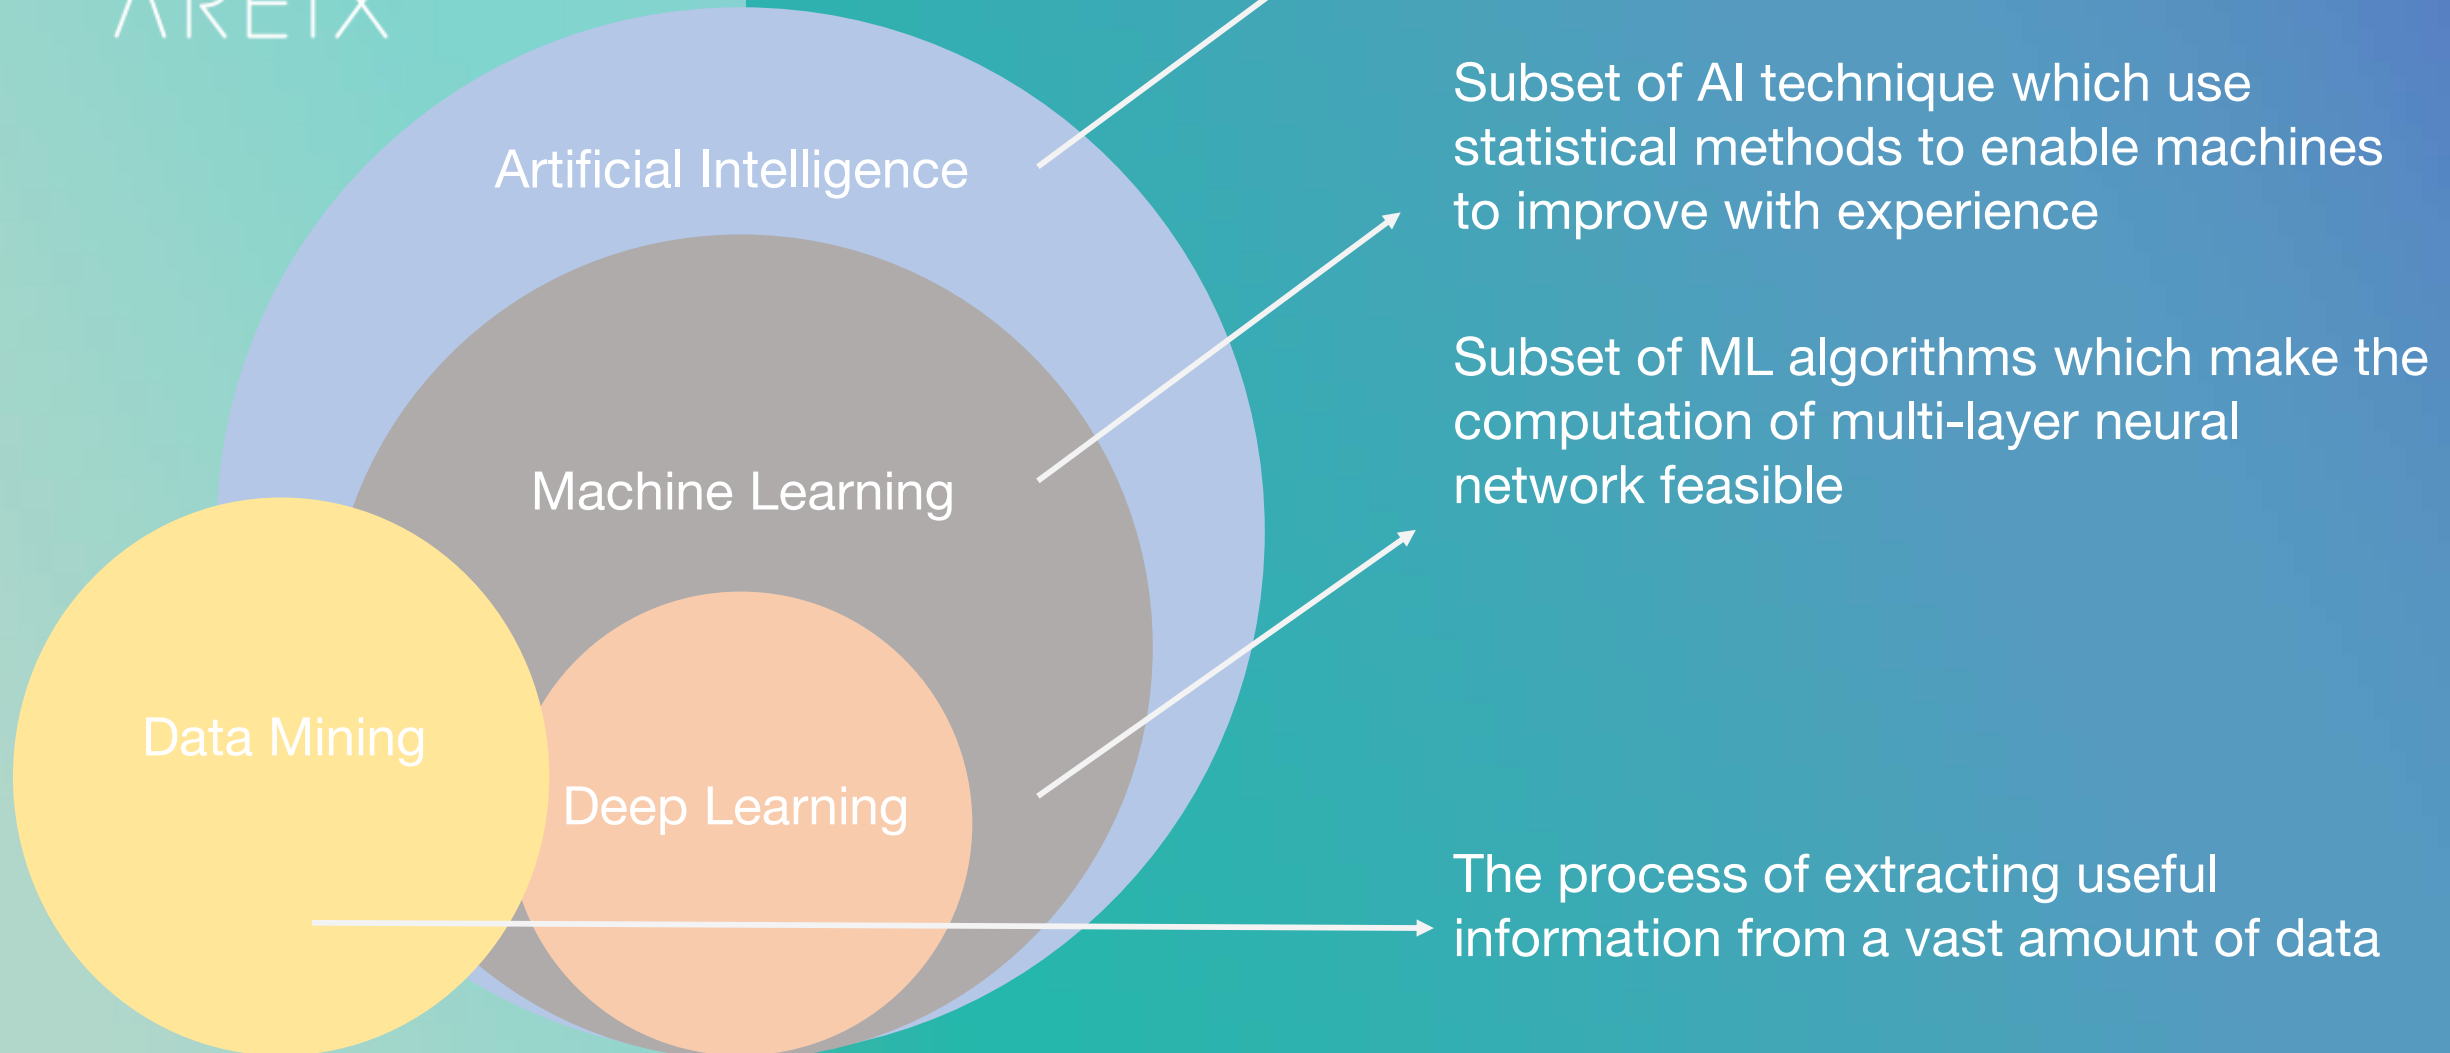 AREIX
Artificial Intelligence
Subset of AI technique which use
statistical methods to enable machines
to improve with experience
Machine Learning
Subset of ML algorithms which make the
computation of multi-layer neural
network feasible
Data Mining
Deep Learning
The process of extracting useful
information from a vast amount of data